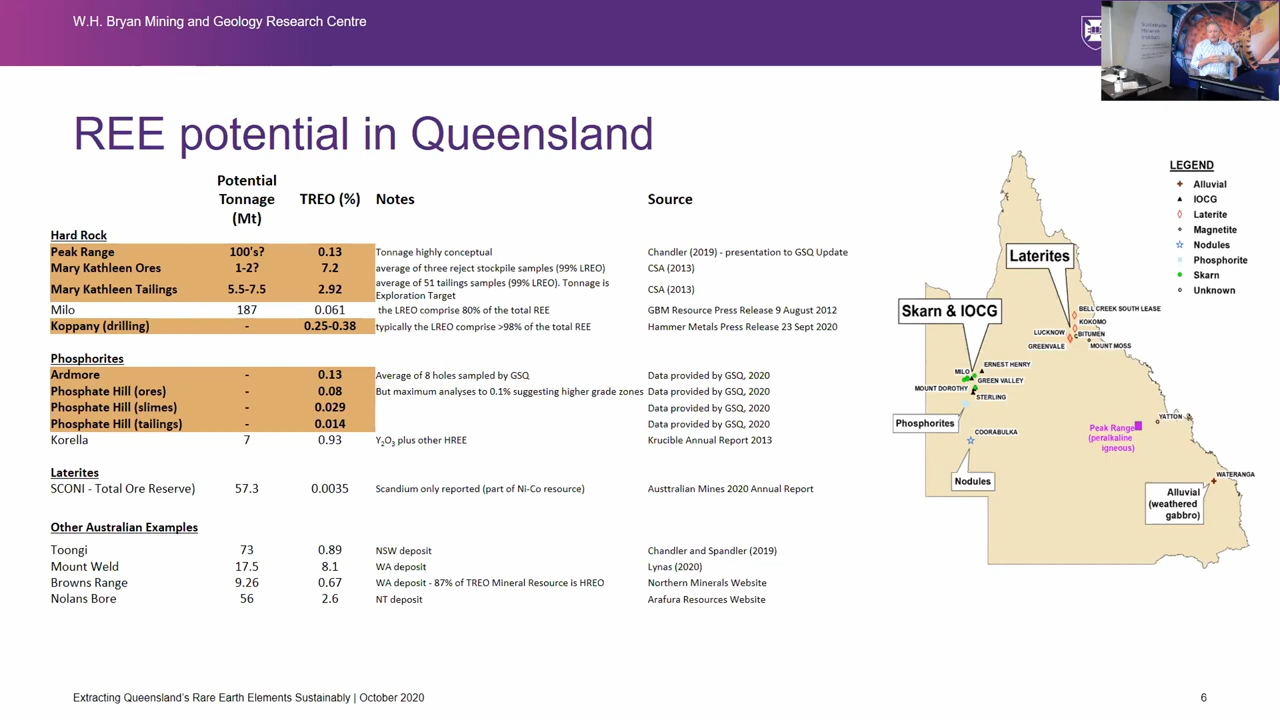 W.H. Bryan Mining and Geology Research Centre
REE potential in Queensland
Potential Tonnage (Mt) TREO (%) Notes Source
Hard Rock
Peak Range 100's? 0.13 Tonnage highly conceptual Chandler (2019) - presentation to GSQ Update
Mary Kathleen Ores 1-2? 7.2 average of three reject stockpile samples (99% LREO) CSA (2013)
Mary Kathleen Tailings 5.5-7.5 2.92 average of 51 tailings samples (99% LREO). Tonnage is Exploration Target CSA (2013)
Milo 187 0.061 the LREO comprise 80% of the total REE GBM Resource Press Release 9 August 2012
Koppany (drilling) - 0.25-0.38 typically the LREO comprise >98% of the total REE Hammer Metals Press Release 23 Sept 2020
Phosphorites
Ardmore - 0.13 Average of 8 holes sampled by GSQ Data provided by GSQ, 2020
Phosphate Hill (ores) - 0.08 But maximum analyses to 0.1% suggesting higher grade zones Data provided by GSQ, 2020
Phosphate Hill (slimes) - 0.029 Data provided by GSQ, 2020
Phosphate Hill (tailings) - 0.014 Data provided by GSQ, 2020
Korella 7 0.93 Y2O3 plus other HREE Krucible Annual Report 2013
Laterites
SCONI - Total Ore Reserve) 57.3 0.0035 Scandium only reported (part of Ni-Co resource) Austtralian Mines 2020 Annual Report
Other Australian Examples
Toongi 73 0.89 NSW deposit Chandler and Spandler (2019)
Mount Weld 17.5 8.1 WA deposit Lynas (2020)
Browns Range 9.26 0.67 WA deposit - 87% of TREO Mineral Resource is HREO Northern Minerals Website
Nolans Bore 56 2.6 NT deposit Arafura Resources Website
LEGEND
Alluvial
IOCG
Laterite
Magnetite
Nodules
Phosphorite
Skarn
Unknown
Laterites
BELL CREEK SOUTH LEASE
KOKOMO
LUCKNOW
BITUMEN
GREENVALE
MOUNT MOSS
Skarn & IOCG
ERNEST HENRY
MILO
GREEN VALLEY
MOUNT DOROTHY
STERLING
Phosphorites
COORABULKA
Nodules
YATTON
Peak Range
(peralkaline
igneous)
WATERANGA
Alluvial
(weathered
gabbro)
Extracting Queensland's Rare Earth Elements Sustainably | October 2020
6